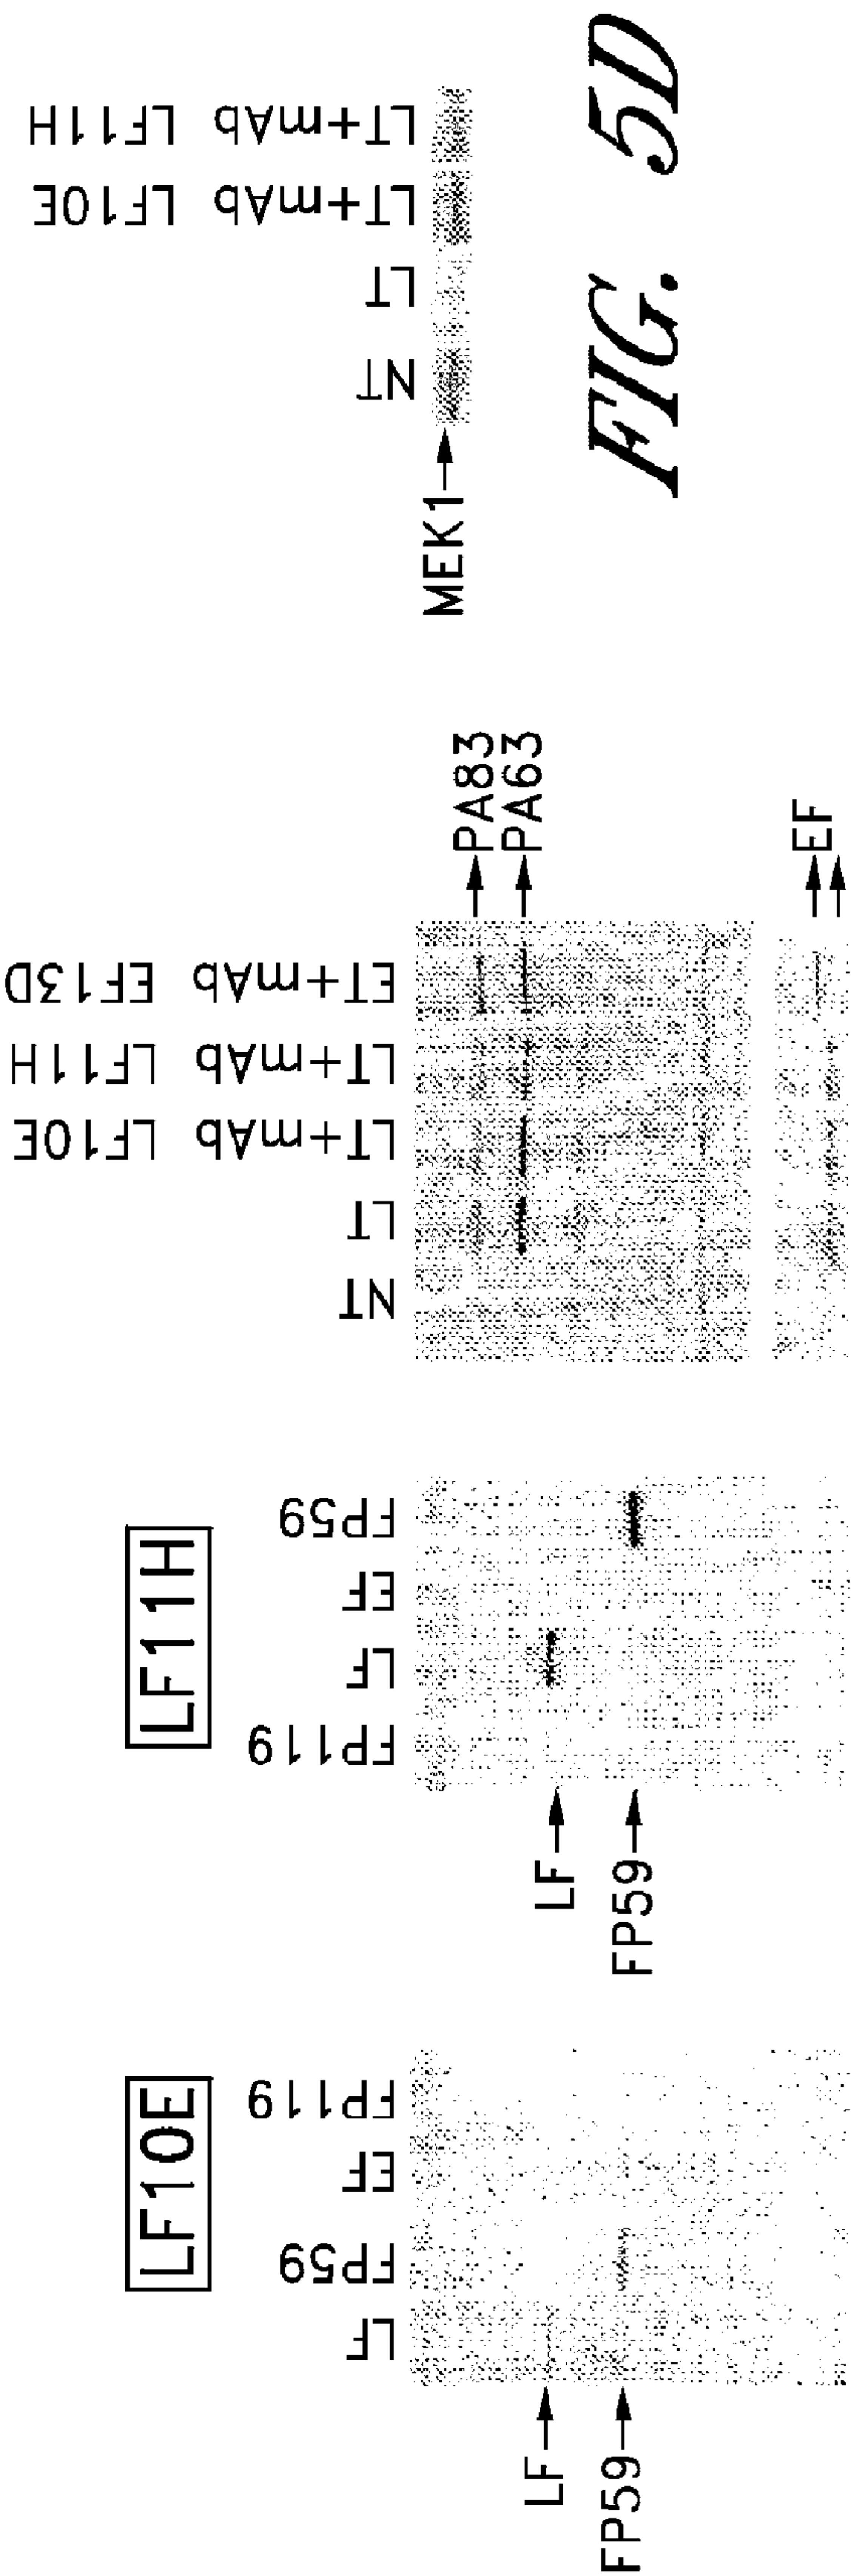 LF10E
LF
FP59
EF
FP119
LF
FP59
LF11H
FP119
LF
EF
FP59
LF
FP59
NT
LT
LT+mAb LF10E
LT+mAb LF11H
ET+mAb EF13D
PA83
PA63
EF
NT
LT
LT+mAb LF10E
LT+mAb LF11H
MEK1
FIG. 5D